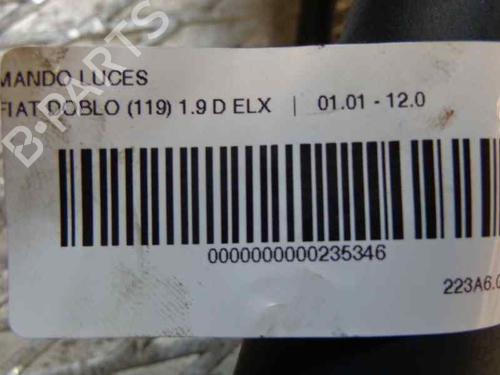 MANDO LUCES
FIAT DOBLO (119) 1.9 D ELX | 01.01 - 12.0
0000000000235346
223A6.0
B-PARTS